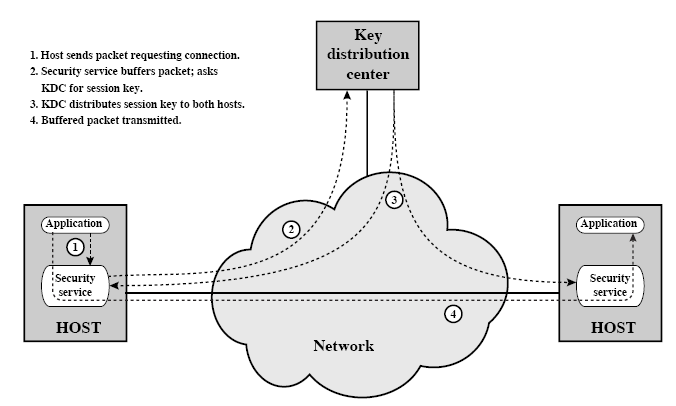 1. Host sends packet requesting connection.
2. Security service buffers packet; asks
KDC for session key.
3. KDC distributes session key to both hosts.
4. Buffered packet transmitted.
Key
distribution
center
Application
1
Security
service
HOST
2
3
4
Network
Application
Security
service
HOST